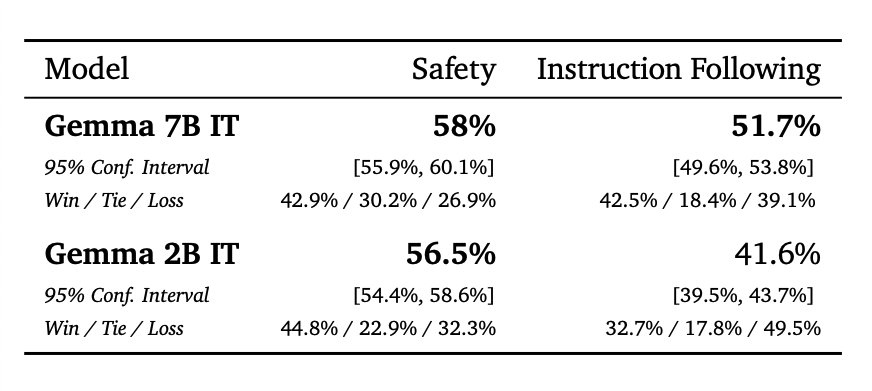 Model Safety Instruction Following
Gemma 7B IT 58% 51.7%
95% Conf. Interval [55.9%, 60.1%] [49.6%, 53.8%]
Win / Tie / Loss 42.9% / 30.2% / 26.9% 42.5% / 18.4% / 39.1%
Gemma 2B IT 56.5% 41.6%
95% Conf. Interval [54.4%, 58.6%] [39.5%, 43.7%]
Win / Tie / Loss 44.8% / 22.9% / 32.3% 32.7% / 17.8% / 49.5%